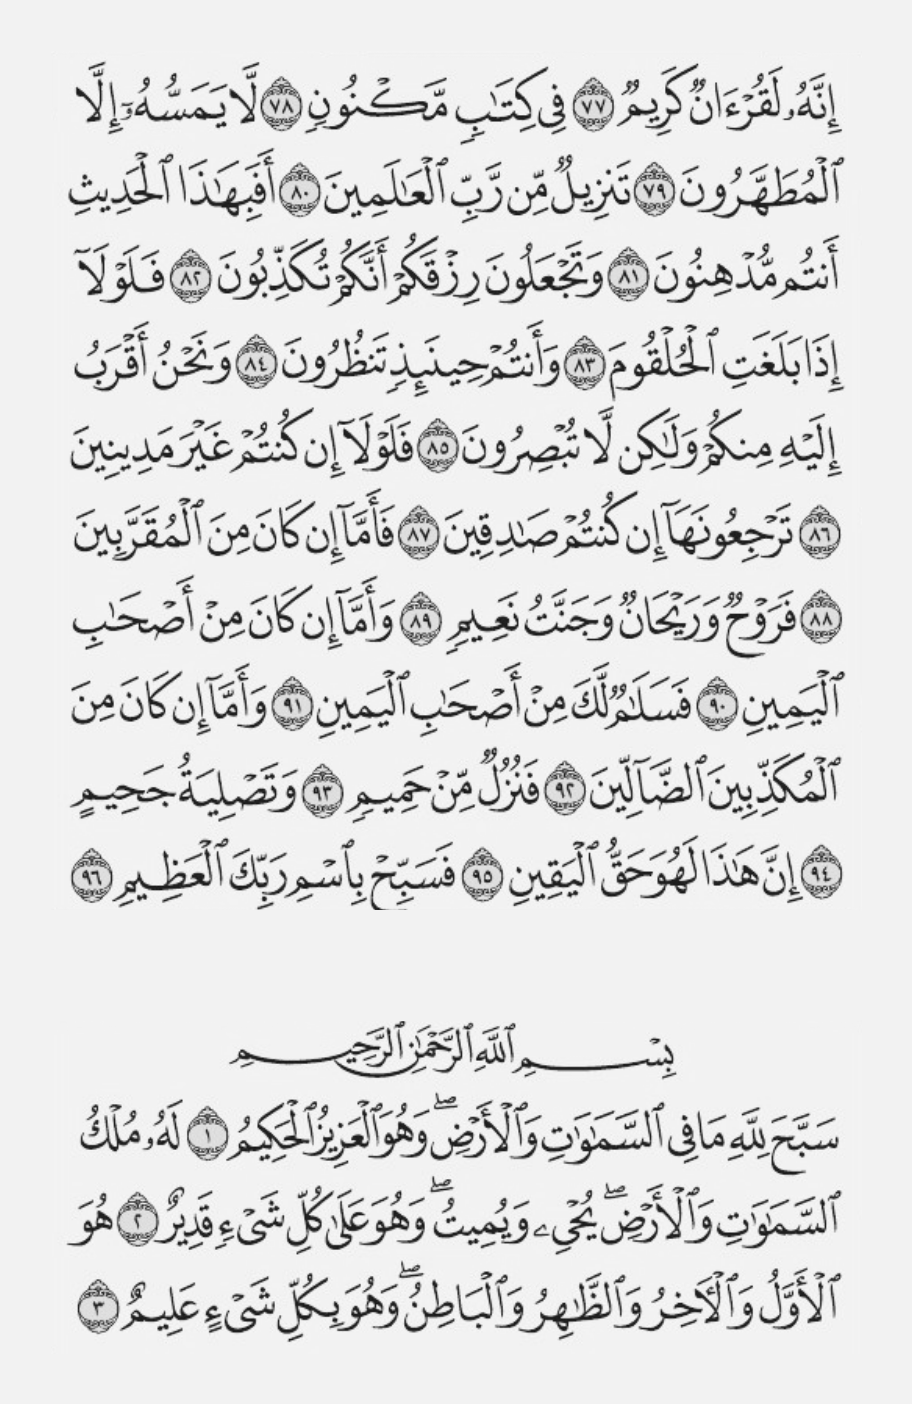 إِنَّهُۥ لَقُرْءَانٌ كَرِيمٌ ٧٧ فِى كِتَٰبٍ مَّكْنُونٍ ٧٨ لَّا يَمَسُّهُۥٓ إِلَّا
ٱلْمُطَهَّرُونَ ٧٩ تَنزِيلٌ مِّن رَّبِّ ٱلْعَٰلَمِينَ ٨٠ أَفَبِهَٰذَا ٱلْحَدِيثِ
أَنتُم مُّدْهِنُونَ ٨١ وَتَجْعَلُونَ رِزْقَكُمْ أَنَّكُمْ تُكَذِّبُونَ ٨٢ فَلَوْلَآ
إِذَا بَلَغَتِ ٱلْحُلْقُومَ ٨٣ وَأَنتُمْ حِينَئِذٍ تَنظُرُونَ ٨٤ وَنَحْنُ أَقْرَبُ
إِلَيْهِ مِنكُمْ وَلَٰكِن لَّا تُبْصِرُونَ ٨٥ فَلَوْلَآ إِن كُنتُمْ غَيْرَ مَدِينِينَ
٨٦ تَرْجِعُونَهَآ إِن كُنتُمْ صَٰدِقِينَ ٨٧ فَأَمَّآ إِن كَانَ مِنَ ٱلْمُقَرَّبِينَ
٨٨ فَرَوْحٌ وَرَيْحَانٌ وَجَنَّتُ نَعِيمٍ ٨٩ وَأَمَّآ إِن كَانَ مِنْ أَصْحَٰبِ
ٱلْيَمِينِ ٩٠ فَسَلَٰمٌ لَّكَ مِنْ أَصْحَٰبِ ٱلْيَمِينِ ٩١ وَأَمَّآ إِن كَانَ مِنَ
ٱلْمُكَذِّبِينَ ٱلضَّآلِّينَ ٩٢ فَنُزُلٌ مِّنْ حَمِيمٍ ٩٣ وَتَصْلِيَةُ جَحِيمٍ
٩٤ إِنَّ هَٰذَا لَهُوَ حَقُّ ٱلْيَقِينِ ٩٥ فَسَبِّحْ بِٱسْمِ رَبِّكَ ٱلْعَظِيمِ ٩٦
بِسْمِ ٱللَّهِ ٱلرَّحْمَٰنِ ٱلرَّحِيمِ
سَبَّحَ لِلَّهِ مَا فِى ٱلسَّمَٰوَٰتِ وَٱلْأَرْضِ ۖ وَهُوَ ٱلْعَزِيزُ ٱلْحَكِيمُ ١ لَهُۥ مُلْكُ
ٱلسَّمَٰوَٰتِ وَٱلْأَرْضِ ۖ يُحْىِۦ وَيُمِيتُ ۖ وَهُوَ عَلَىٰ كُلِّ شَىْءٍ قَدِيرٌ ٢ هُوَ
ٱلْأَوَّلُ وَٱلْءَاخِرُ وَٱلظَّٰهِرُ وَٱلْبَاطِنُ ۖ وَهُوَ بِكُلِّ شَىْءٍ عَلِيمٌ ٣